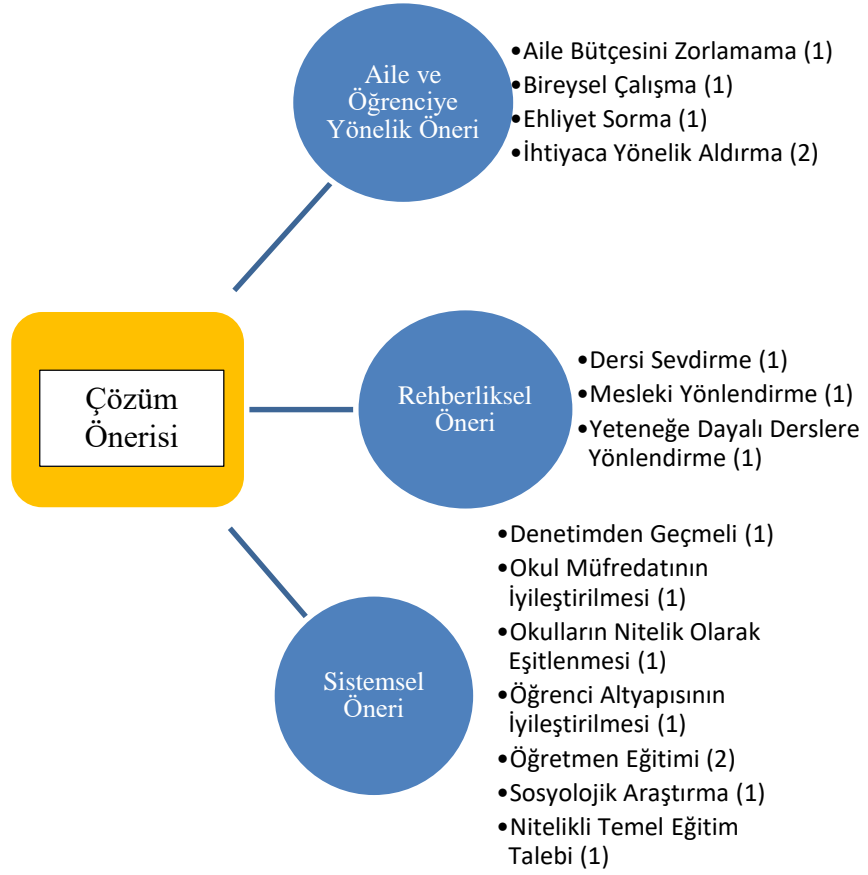 Aile ve
Öğrenciye
Yönelik Öneri
•Aile Bütçesini Zorlamama (1)
•Bireysel Çalışma (1)
•Ehliyet Sorma (1)
•İhtiyaca Yönelik Aldırma (2)
Çözüm
Önerisi
Rehberliksel
Öneri
•Dersi Sevdirme (1)
•Mesleki Yönlendirme (1)
•Yeteneğe Dayalı Derslere
Yönlendirme (1)
Sistemsel
Öneri
•Denetimden Geçmeli (1)
•Okul Müfredatının
İyileştirilmesi (1)
•Okulların Nitelik Olarak
Eşitlenmesi (1)
•Öğrenci Altyapısının
İyileştirilmesi (1)
•Öğretmen Eğitimi (2)
•Sosyolojik Araştırma (1)
•Nitelikli Temel Eğitim
Talebi (1)